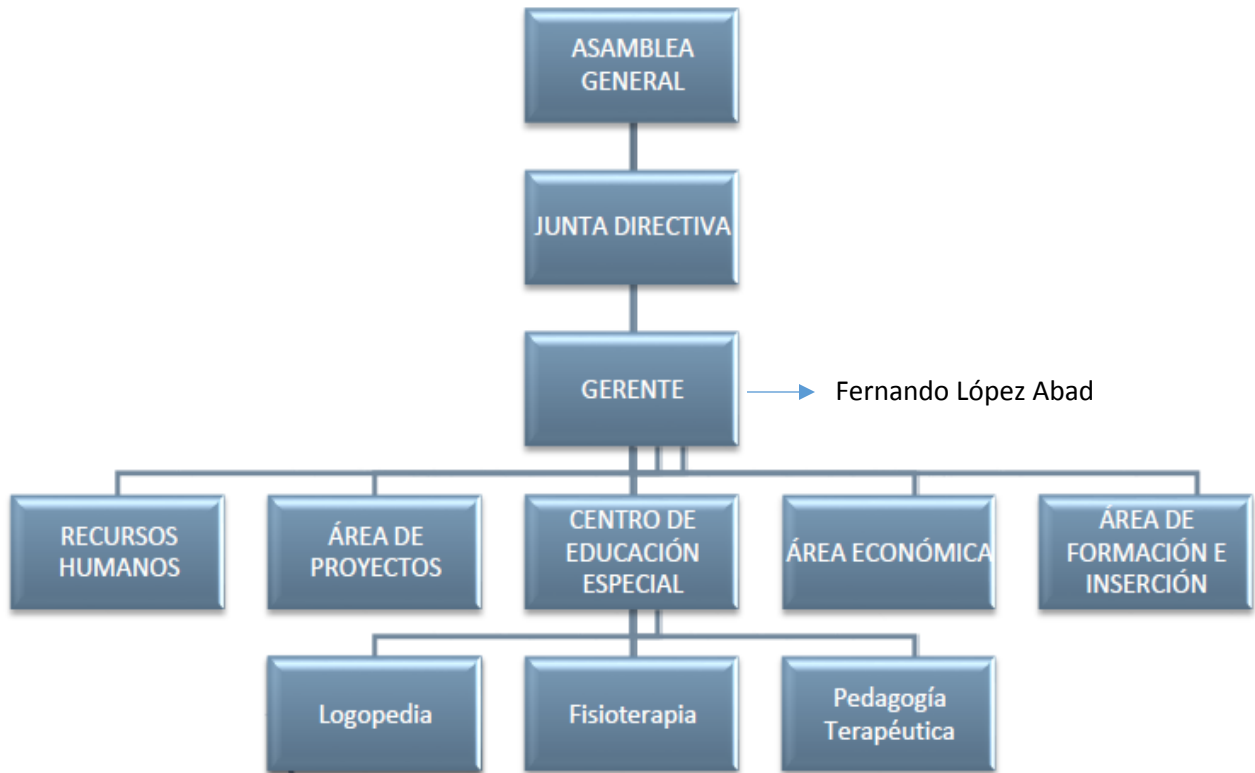 ASAMBLEA
GENERAL
JUNTA DIRECTIVA
GERENTE
Fernando López Abad
RECURSOS
HUMANOS
ÁREA DE
PROYECTOS
CENTRO DE
EDUCACIÓN
ESPECIAL
ÁREA ECONÓMICA
ÁREA DE
FORMACIÓN E
INSERCIÓN
Logopedia
Fisioterapia
Pedagogía
Terapéutica